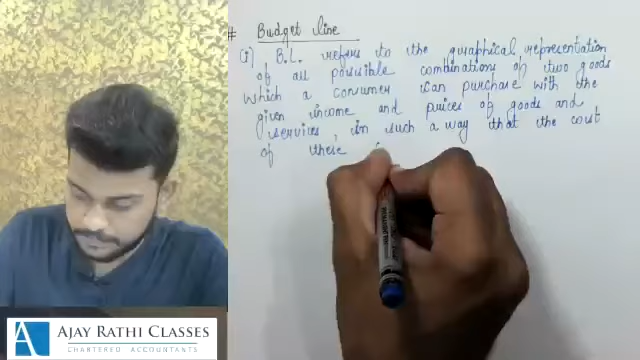 # Budget line
(i) B.L. refers to the graphical representation
of all possible combinations of two goods
which a consumer can purchase with the
given income and prices of goods and
services, in such a way that the cost
of these
A
AJAY RATHI CLASSES
CHARTERED ACCOUNTANTS